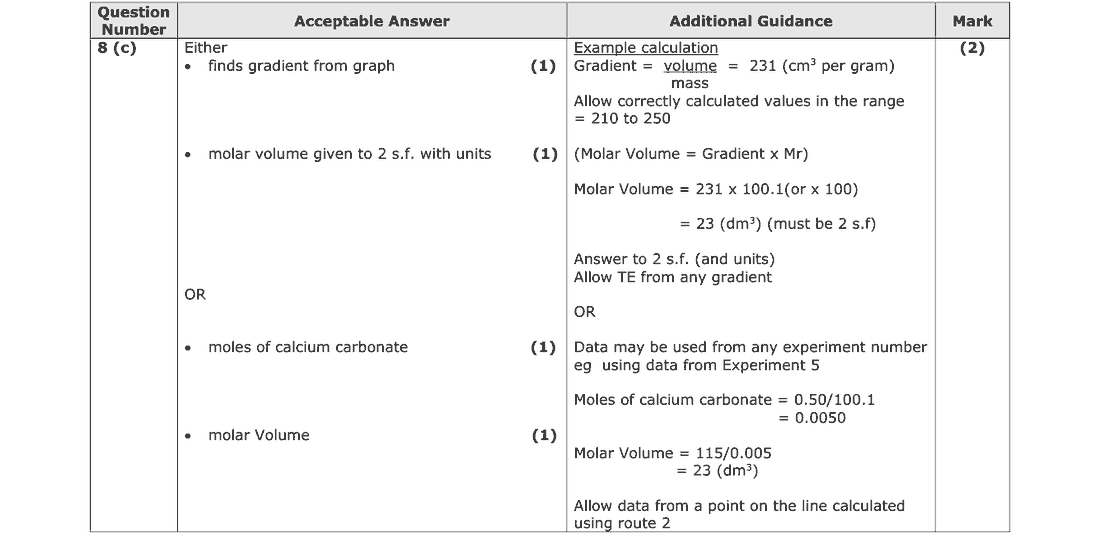 Question Number
Acceptable Answer
Additional Guidance
Mark
8 (c)
Either
• finds gradient from graph (1)
• molar volume given to 2 s.f. with units (1)
OR
• moles of calcium carbonate (1)
• molar Volume (1)
Example calculation
Gradient = volume = 231 (cm³ per gram)
mass
Allow correctly calculated values in the range
= 210 to 250
(Molar Volume = Gradient x Mr)
Molar Volume = 231 x 100.1(or x 100)
= 23 (dm³) (must be 2 s.f)
Answer to 2 s.f. (and units)
Allow TE from any gradient
OR
Data may be used from any experiment number
eg using data from Experiment 5
Moles of calcium carbonate = 0.50/100.1
= 0.0050
Molar Volume = 115/0.005
= 23 (dm³)
Allow data from a point on the line calculated
using route 2
(2)